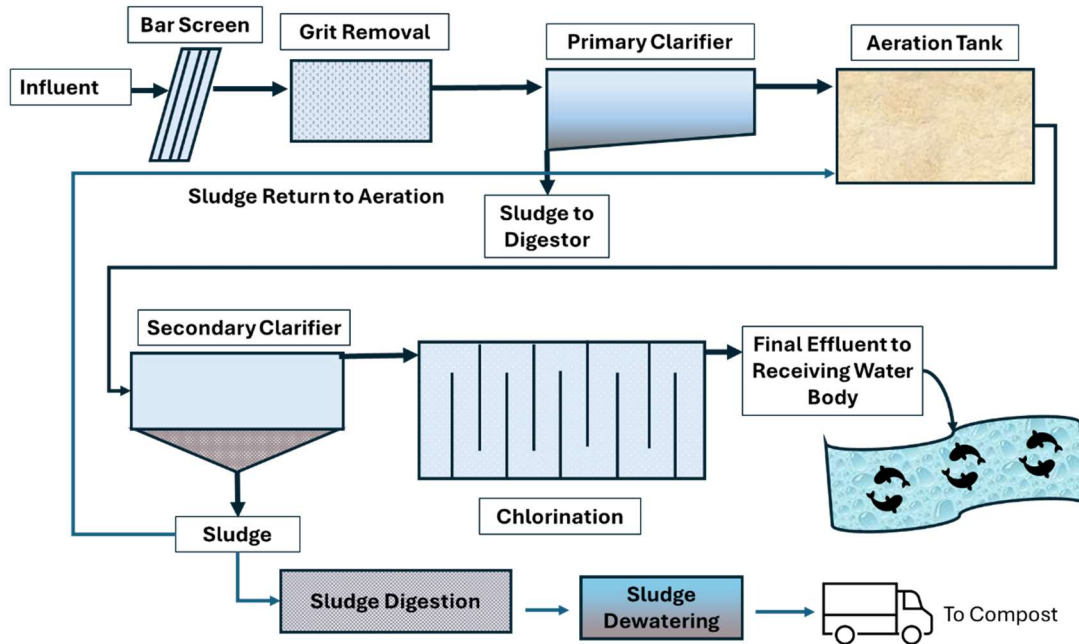 Bar Screen
Grit Removal
Primary Clarifier
Aeration Tank
Influent
Sludge Return to Aeration
Sludge to
Digestor
Secondary Clarifier
Final Effluent to
Receiving Water
Body
Chlorination
Sludge
Sludge Digestion
Sludge
Dewatering
To Compost